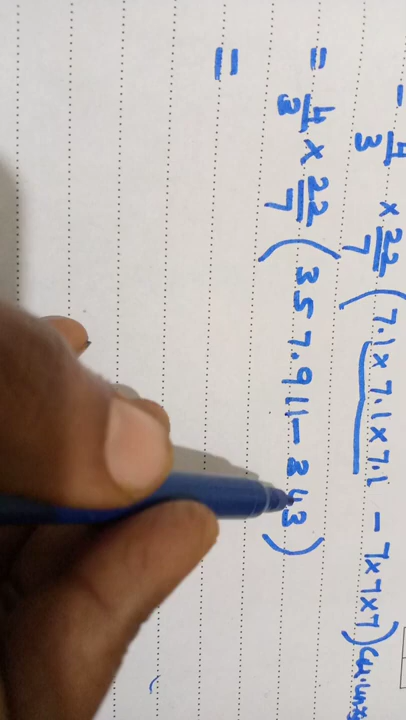 = 4/3 × 22/7 (7.1×7.1×7.1 - 7×7×7)
= 4/3 × 22/7 (357.911-243)
=